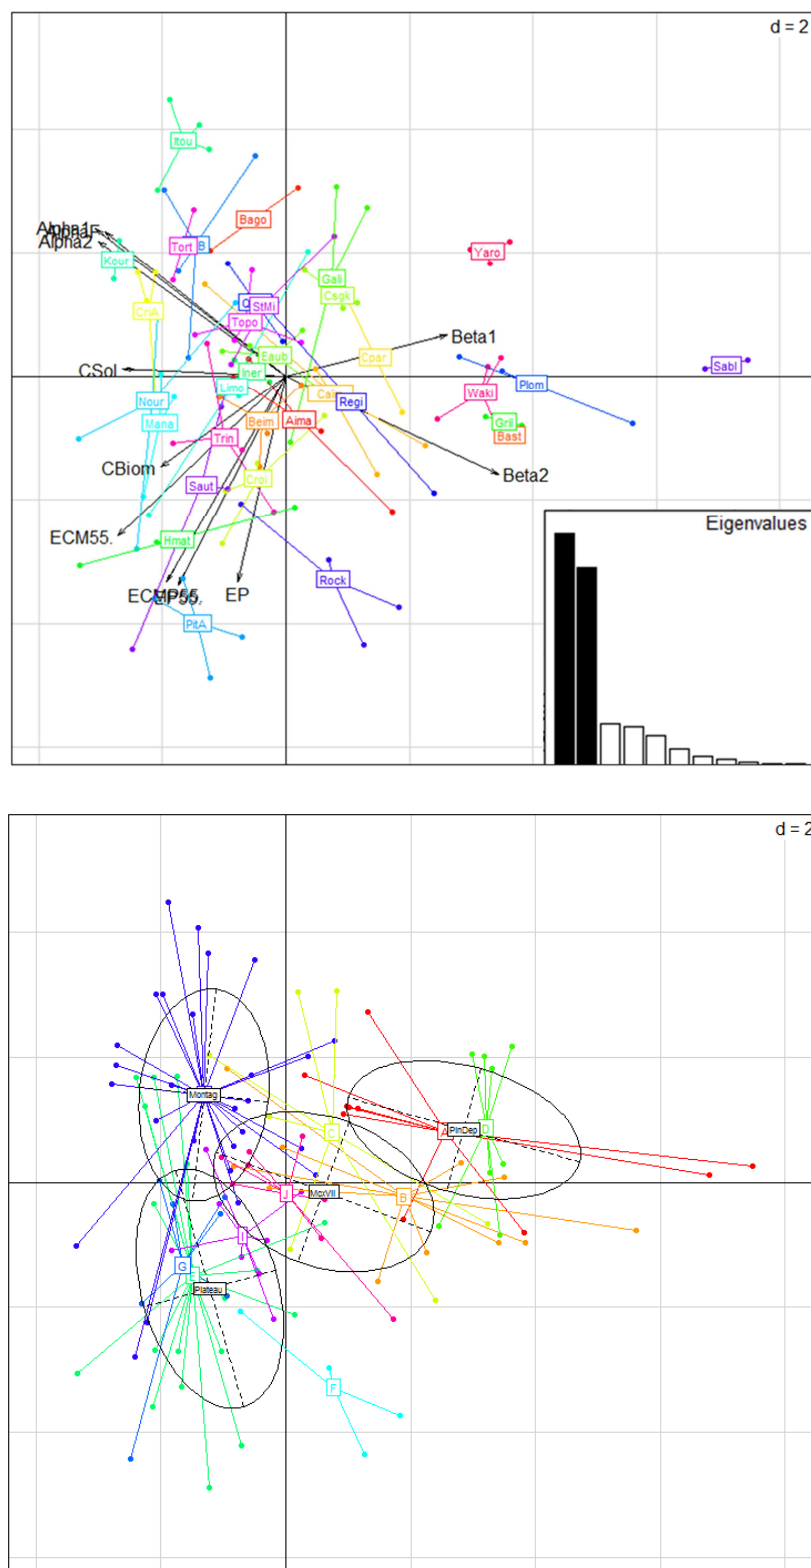 d = 2
Itou
Bago
Alpha1
Alpha2
Tort
B
Kour
Yaro
Gali
Csgk
StMi
CriA
Topo
Beta1
Eaub
Cpar
CSol
Iner
Sabl
Limo
Plom
Waki
Nour
Regi
Mana
Beim
Aima
Gril
Bast
Trin
CBiom
Beta2
Croi
Saut
ECM55.
Hmat
Eigenvalues
Rock
EP
PitA
d = 2
Montag
C
A
PlnDep
D
J
B
I
G
E
Plateau
F